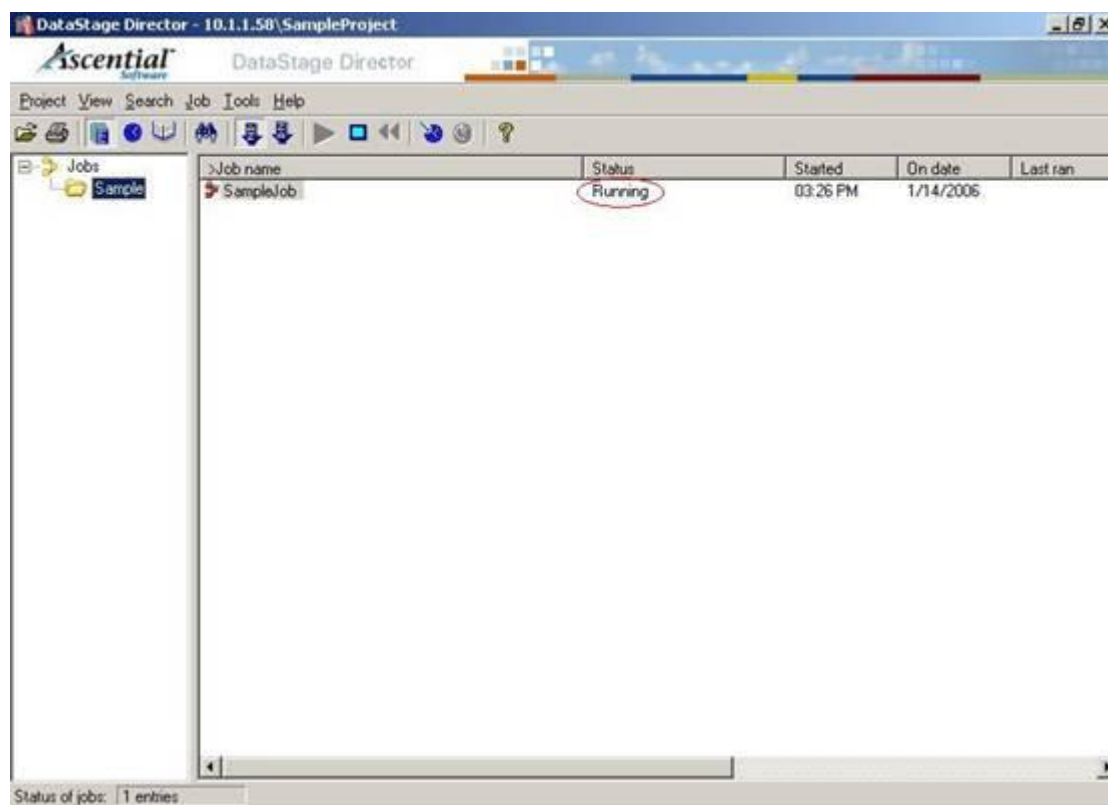 DataStage Director - 10.1.1.58\SampleProject
Ascential
Software
DataStage Director
Project View Search Job Tools Help
Jobs
Sample
>Job name Status Started On date Last ran
SampleJob Running 03:26 PM 1/14/2006
Status of jobs: 1 entries